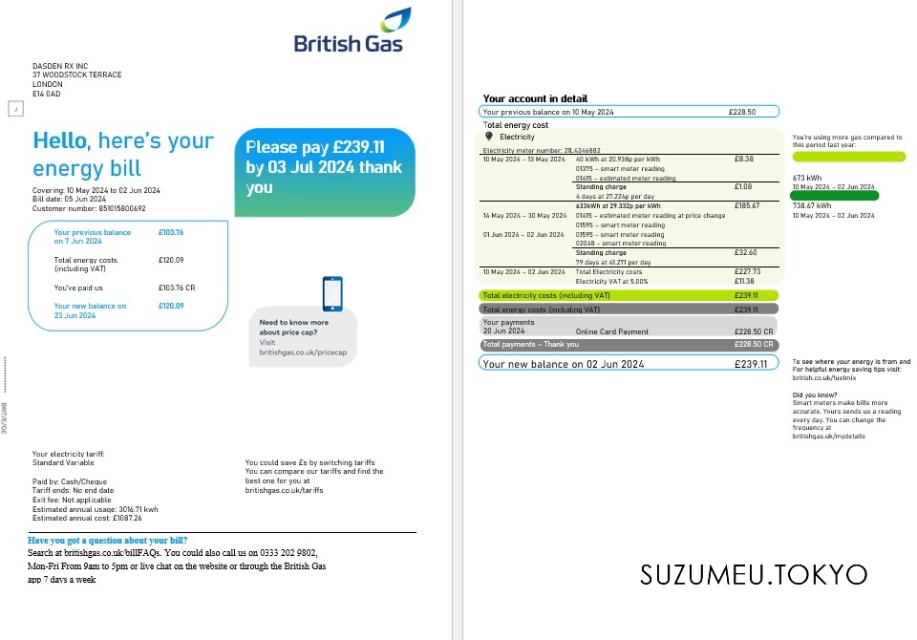 British Gas
DASDEN RX INC
37 WOODSTOCK TERRACE
LONDON
E14 0AD
Hello, here's your
energy bill
Covering: 10 May 2024 to 02 Jun 2024
Bill date: 05 Jun 2024
Customer number: 851015800692
Please pay £239.11
by 03 Jul 2024 thank
you
Your previous balance £103.76
on 7 Jun 2024
Total energy costs £120.09
(including VAT)
You've paid us £103.76 CR
Your new balance on £120.09
23 Jun 2024
Need to know more
about price cap?
Visit
britishgas.co.uk/pricecap
Your electricity tariff:
Standard Variable
Paid by: Cash/Cheque
Tariff ends: No end date
Exit fee: Not applicable
Estimated annual usage: 3016.71 kwh
Estimated annual cost: £1087.26
You could save £s by switching tariffs
You can compare our tariffs and find the
best one for you at
britishgas.co.uk/tariffs
Have you got a question about your bill?
Search at britishgas.co.uk/billFAQs. You could also call us on 0333 202 9802,
Mon-Fri From 9am to 5pm or live chat on the website or through the British Gas
app 7 days a week
Your account in detail
Your previous balance on 10 May 2024 £228.50
Total energy cost
Electricity
Electricity meter number: 21L4346882
10 May 2024 – 13 May 2024 40 kWh at 20.938p per kWh £8.38
01375 – smart meter reading
01415 – estimated meter reading
Standing charge £1.08
4 days at 27.224p per day
633kWh at 29.332p per kWh £185.67
14 May 2024 – 30 May 2024 01415 – estimated meter reading at price change
01595 – smart meter reading
01 Jun 2024 – 02 Jun 2024 01595 – smart meter reading
02048 – smart meter reading
Standing charge £32.60
79 days at 41.271p per day
10 May 2024 – 02 Jun 2024 Total Electricity costs £227.73
Electricity VAT at 5.00% £11.38
Total electricity costs (including VAT) £239.11
Total energy costs (including VAT) £239.11
Your payments
20 Jun 2024 Online Card Payment £228.50 CR
Total payments – Thank you £228.50 CR
Your new balance on 02 Jun 2024 £239.11
You're using more gas compared to
this period last year:
673 kWh
10 May 2024 – 02 Jun 2024
738.67 kWh
10 May 2024 – 02 Jun 2024
To see where your energy is from and
For helpful energy saving tips visit:
british.co.uk/fuelmix
Did you know?
Smart meters make bills more
accurate. Yours sends us a reading
every day. You can change the
frequency at
britishgas.co.uk/mydetails
SUZUMEU.TOKYO